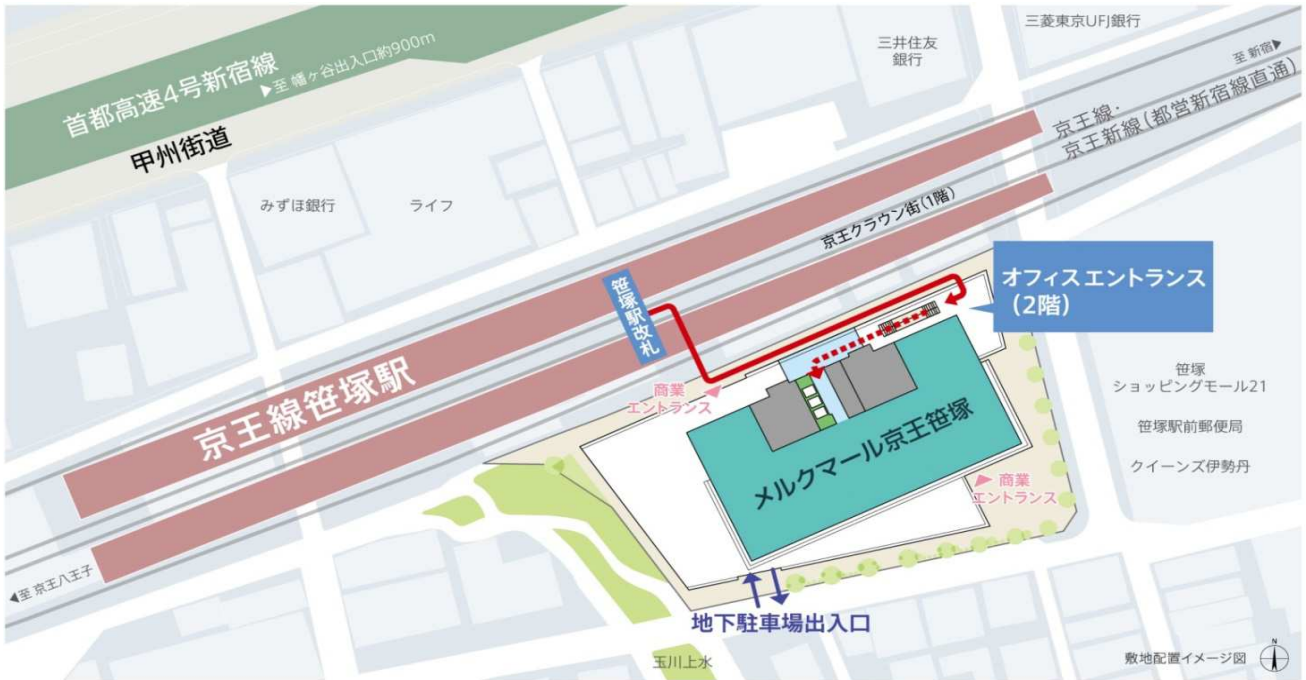 三菱東京UFJ銀行
三井住友
銀行
至 新宿▶
首都高速4号新宿線
▶至 幡ヶ谷出入口約900m
甲州街道
京王線・
京王新線(都営新宿線直通)
みずほ銀行
ライフ
京王クラウン街(1階)
笹塚駅改札
オフィスエントランス
(2階)
京王線笹塚駅
商業
エントランス
笹塚
ショッピングモール21
笹塚駅前郵便局
クイーンズ伊勢丹
メルクマール京王笹塚
商業
エントランス
◀至 京王八王子
地下駐車場出入口
玉川上水
敷地配置イメージ図
N